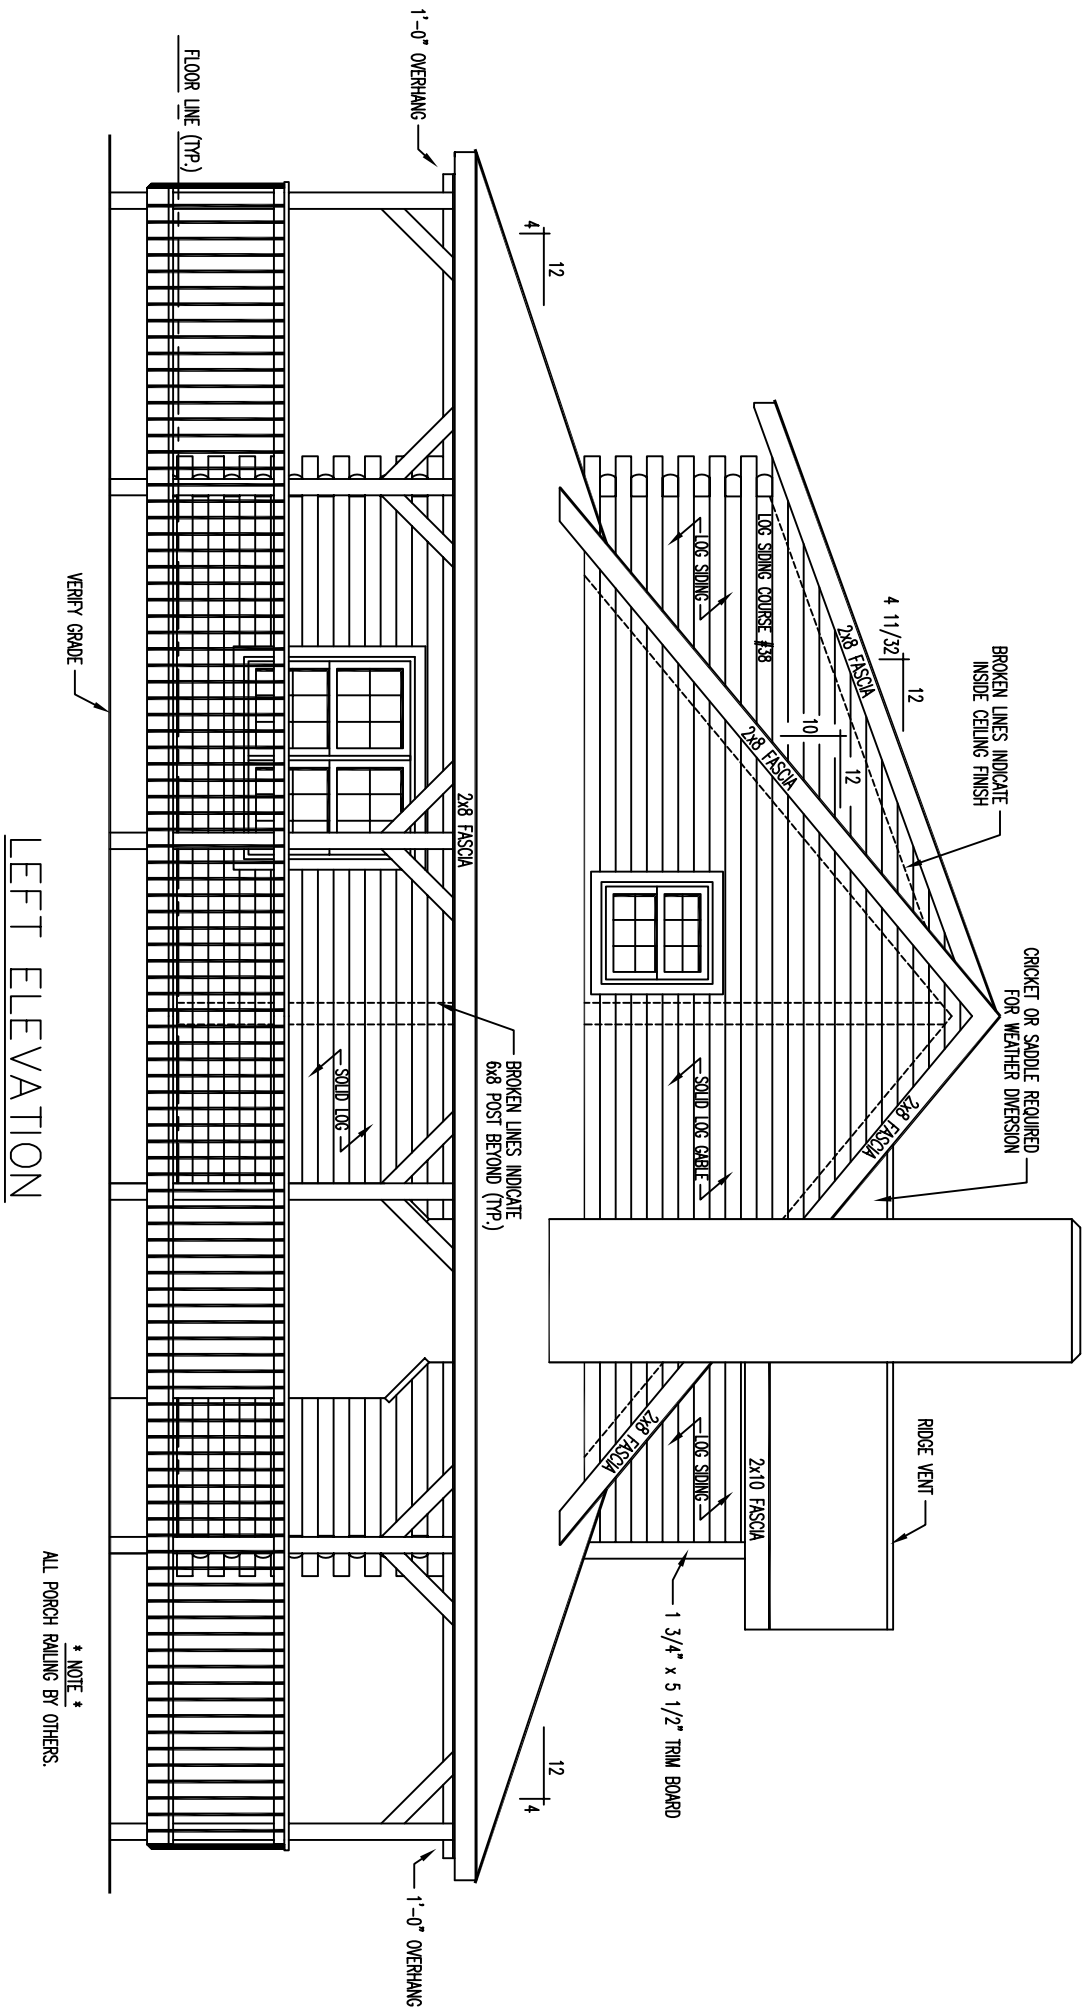 CRICKET OR SADDLE REQUIRED
FOR WEATHER DIVERSION
RIDGE VENT
BROKEN LINES INDICATE
INSIDE CEILING FINISH
12
4 11/32
2x8 FASCIA
12
10
2x8 FASCIA
2x8 FASCIA
2x10 FASCIA
LOG SIDING COURSE #38
LOG SIDING
SOLID LOG GABLE
LOG SIDING
2x8 FASCIA
1 3/4" x 5 1/2" TRIM BOARD
12
4
12
4
BROKEN LINES INDICATE
6x8 POST BEYOND (TYP.)
2x8 FASCIA
1'-0" OVERHANG
1'-0" OVERHANG
SOLID LOG
FLOOR LINE (TYP.)
VERIFY GRADE
* NOTE *
ALL PORCH RAILING BY OTHERS.
LEFT ELEVATION